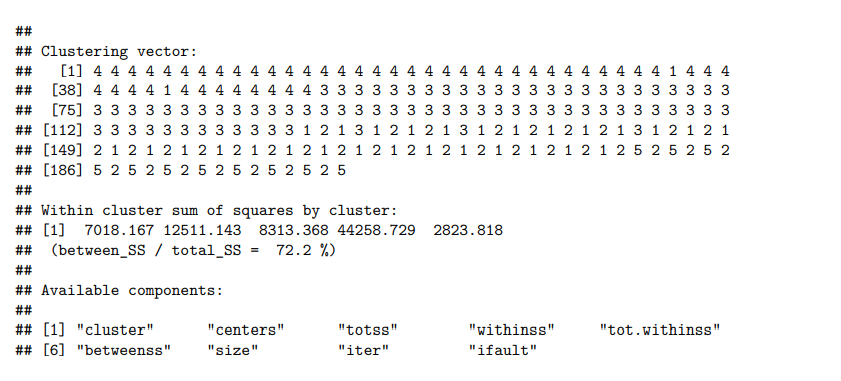 ##
## Clustering vector:
## [1] 4 4 4 4 4 4 4 4 4 4 4 4 4 4 4 4 4 4 4 4 4 4 4 4 4 4 4 4 4 4 4 4 4 1 4 4 4
## [38] 4 4 4 4 1 4 4 4 4 4 4 4 4 3 3 3 3 3 3 3 3 3 3 3 3 3 3 3 3 3 3 3 3 3 3 3 3
## [75] 3 3 3 3 3 3 3 3 3 3 3 3 3 3 3 3 3 3 3 3 3 3 3 3 3 3 3 3 3 3 3 3 3 3 3 3 3
## [112] 3 3 3 3 3 3 3 3 3 3 3 3 1 2 1 3 1 2 1 2 1 3 1 2 1 2 1 2 1 2 1 3 1 2 1 2 1
## [149] 2 1 2 1 2 1 2 1 2 1 2 1 2 1 2 1 2 1 2 1 2 1 2 1 2 1 2 1 2 1 2 5 2 5 2 5 2
## [186] 5 2 5 2 5 2 5 2 5 2 5 2 5 2 5
##
## Within cluster sum of squares by cluster:
## [1] 7018.167 12511.143 8313.368 44258.729 2823.818
## (between_SS / total_SS = 72.2 %)
##
## Available components:
##
## [1] "cluster" "centers" "totss" "withinss" "tot.withinss"
## [6] "betweenss" "size" "iter" "ifault"